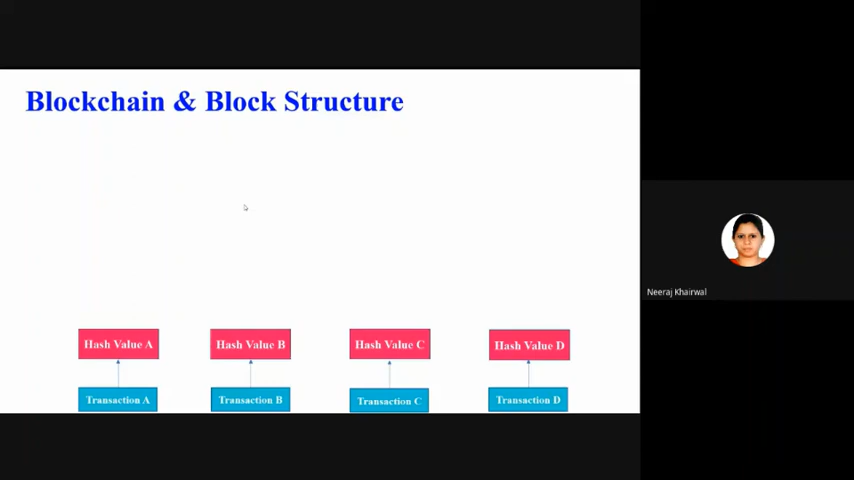 Blockchain & Block Structure
Neeraj Khairwal
Hash Value A
Hash Value B
Hash Value C
Hash Value D
Transaction A
Transaction B
Transaction C
Transaction D